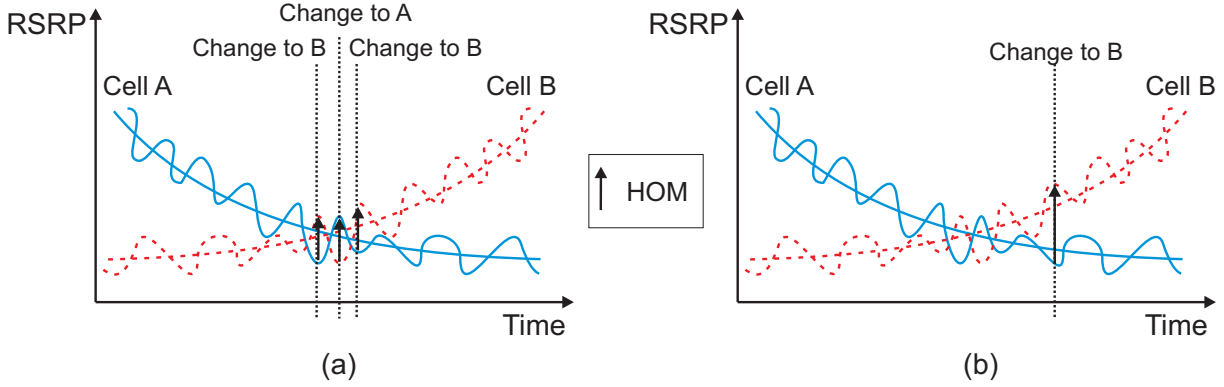 RSRP
Change to A
Change to B
Change to B
Cell A
Cell B
Time
(a)
HOM
RSRP
Change to B
Cell A
Cell B
Time
(b)